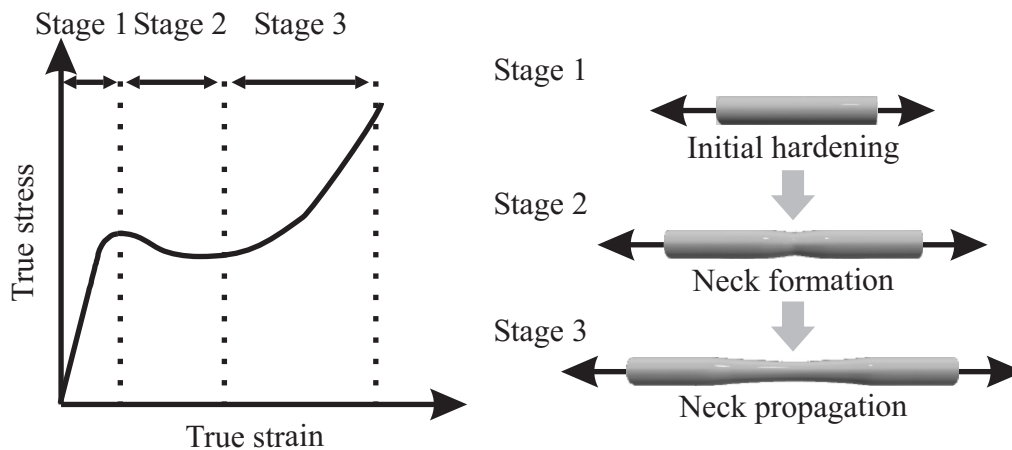 Stage 1 Stage 2 Stage 3
True stress
True strain
Stage 1
Initial hardening
Stage 2
Neck formation
Stage 3
Neck propagation